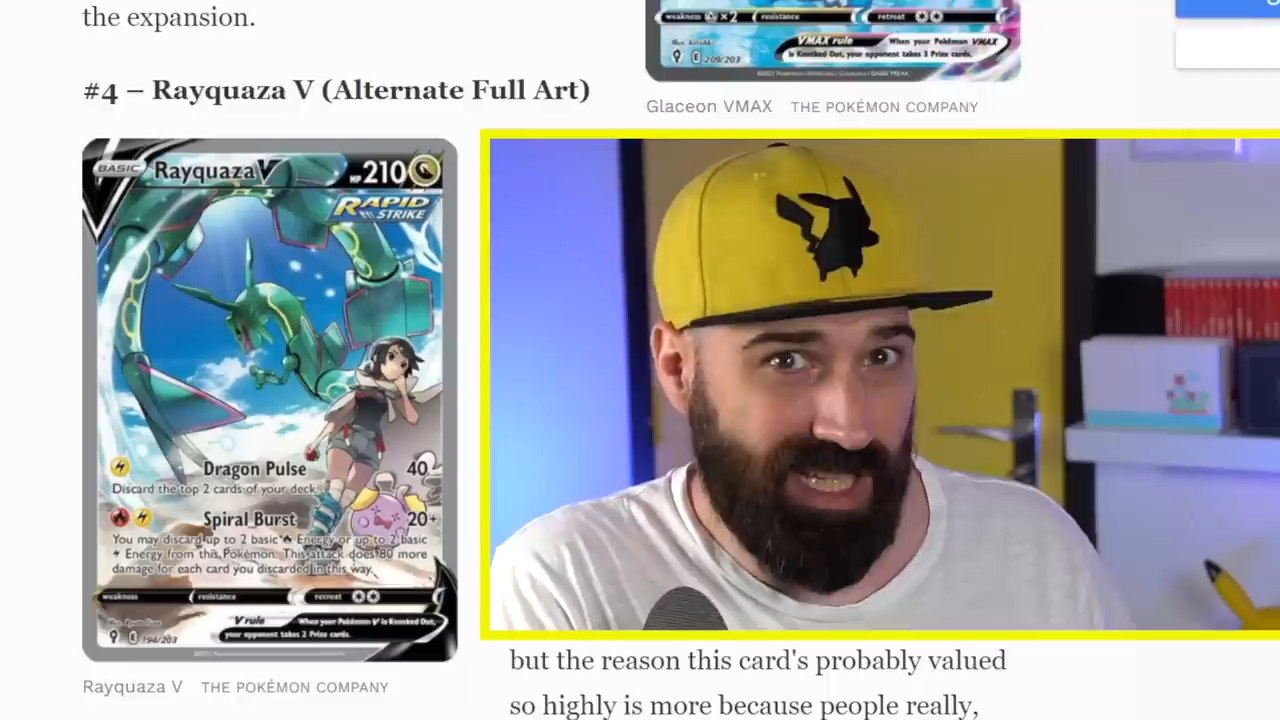 the expansion.
weakness ×2 resistance retreat
VMAX rule When your Pokémon VMAX
is Knocked Out, your opponent takes 3 Prize cards.
E 209/203
Glaceon VMAX THE POKÉMON COMPANY
#4 – Rayquaza V (Alternate Full Art)
BASIC Rayquaza V HP 210
RAPID STRIKE
Dragon Pulse 40
Discard the top 2 cards of your deck.
Spiral Burst 20+
You may discard up to 2 basic Energy or up to 2 basic
Energy from this Pokémon. This attack does 80 more
damage for each card you discarded in this way.
weakness resistance retreat
V rule When your Pokémon V is Knocked Out,
your opponent takes 2 Prize cards.
E 194/203
Rayquaza V THE POKÉMON COMPANY
but the reason this card's probably valued
so highly is more because people really,